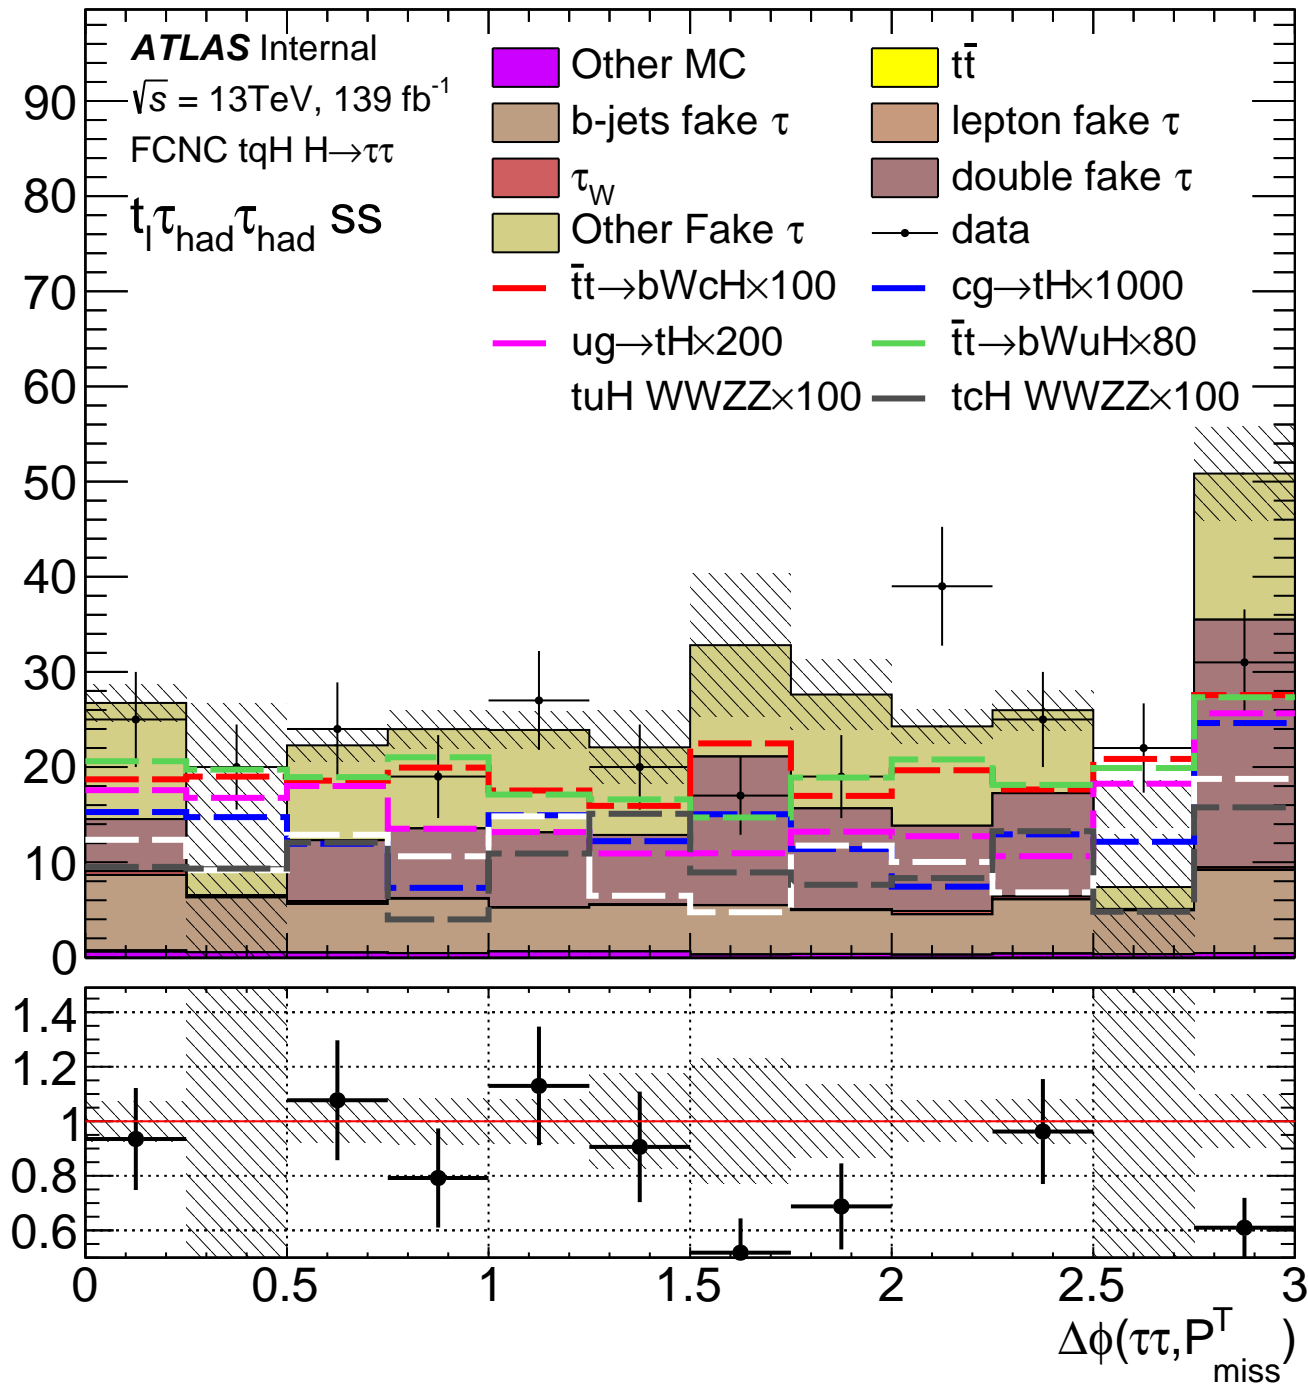 ATLAS Internal
√s = 13TeV, 139 fb⁻¹
FCNC tqH H→ττ
t_lτ_hadτ_had ss
Other MC
tt̄
b-jets fake τ
lepton fake τ
τ_W
double fake τ
Other Fake τ
data
t̄t→bWcH×100
cg→tH×1000
ug→tH×200
t̄t→bWuH×80
tuH WWZZ×100
tcH WWZZ×100
90
80
70
60
50
40
30
20
10
0
1.4
1.2
1
0.8
0.6
0 0.5 1 1.5 2 2.5 3
Δϕ(ττ,P^T_miss)